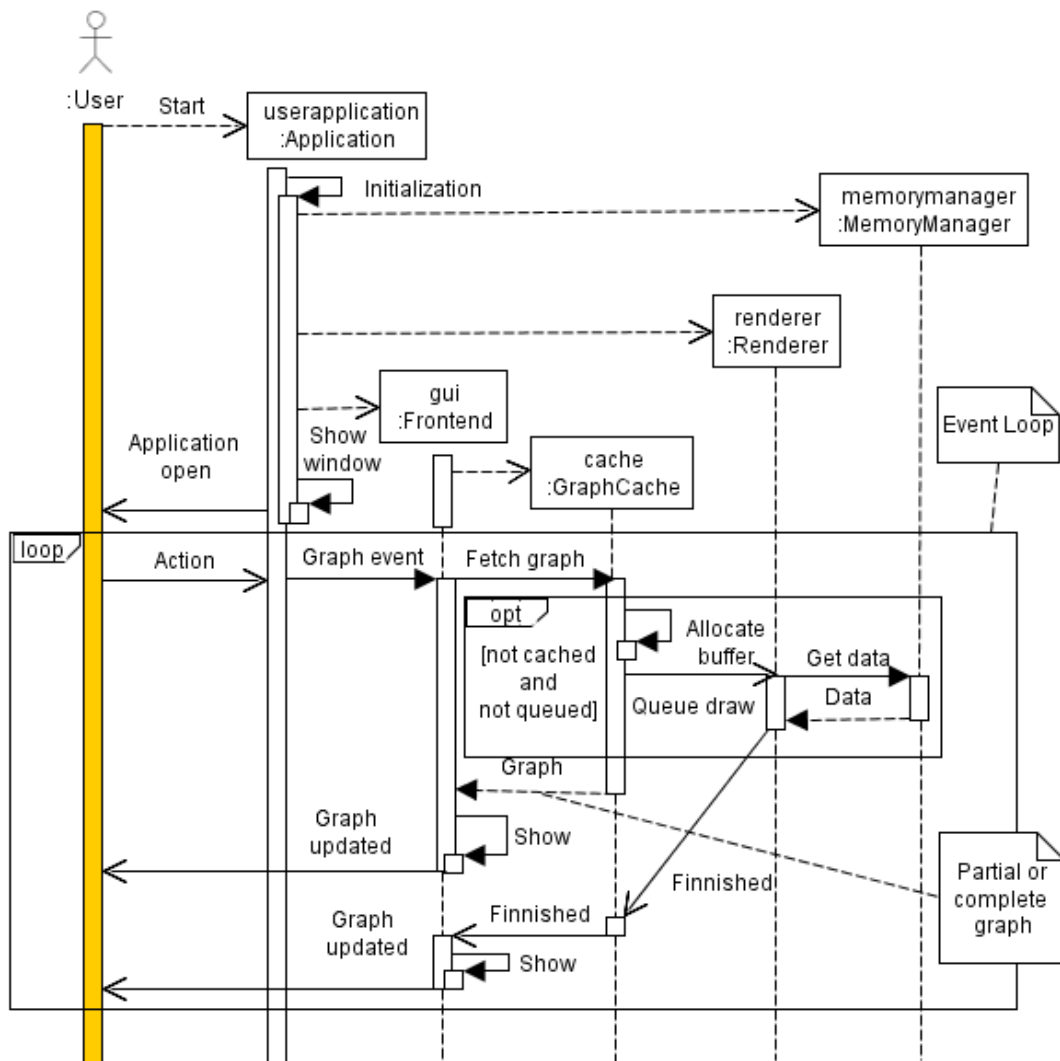 :User
Start
userapplication
:Application
Initialization
memorymanager
:MemoryManager
renderer
:Renderer
gui
:Frontend
Show
window
Application
open
cache
:GraphCache
Event Loop
loop
Action
Graph event
Fetch graph
opt
[not cached
and
not queued]
Allocate
buffer
Queue draw
Get data
Data
Graph
Graph
updated
Show
Finnished
Partial or
complete
graph
Finnished
Graph
updated
Show